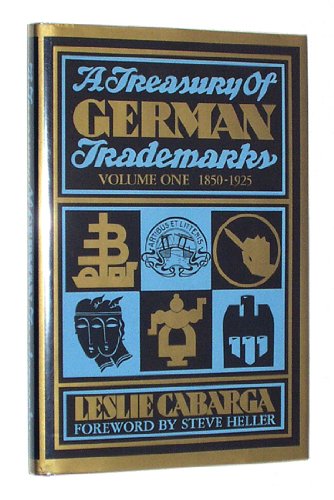 A Treasury Of
GERMAN
Trademarks
VOLUME ONE 1850-1925
ARTIBUS ET LITTERIS
LESLIE CABARGA
FOREWORD BY STEVE HELLER